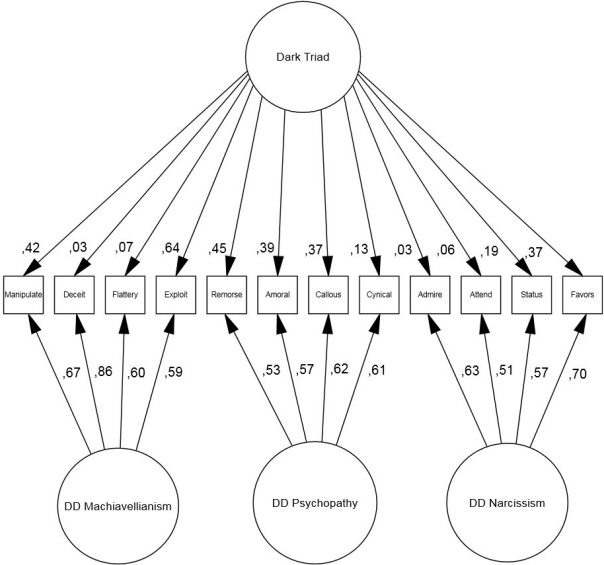 Dark Triad
,42 ,03 ,07 ,64 ,45 ,39 ,37 ,13 ,03 ,06 ,19 ,37
Manipulate Deceit Flattery Exploit Remorse Amoral Callous Cynical Admire Attend Status Favors
,67 ,86 ,60 ,59 ,53 ,57 ,62 ,61 ,63 ,51 ,57 ,70
DD Machiavellianism DD Psychopathy DD Narcissism